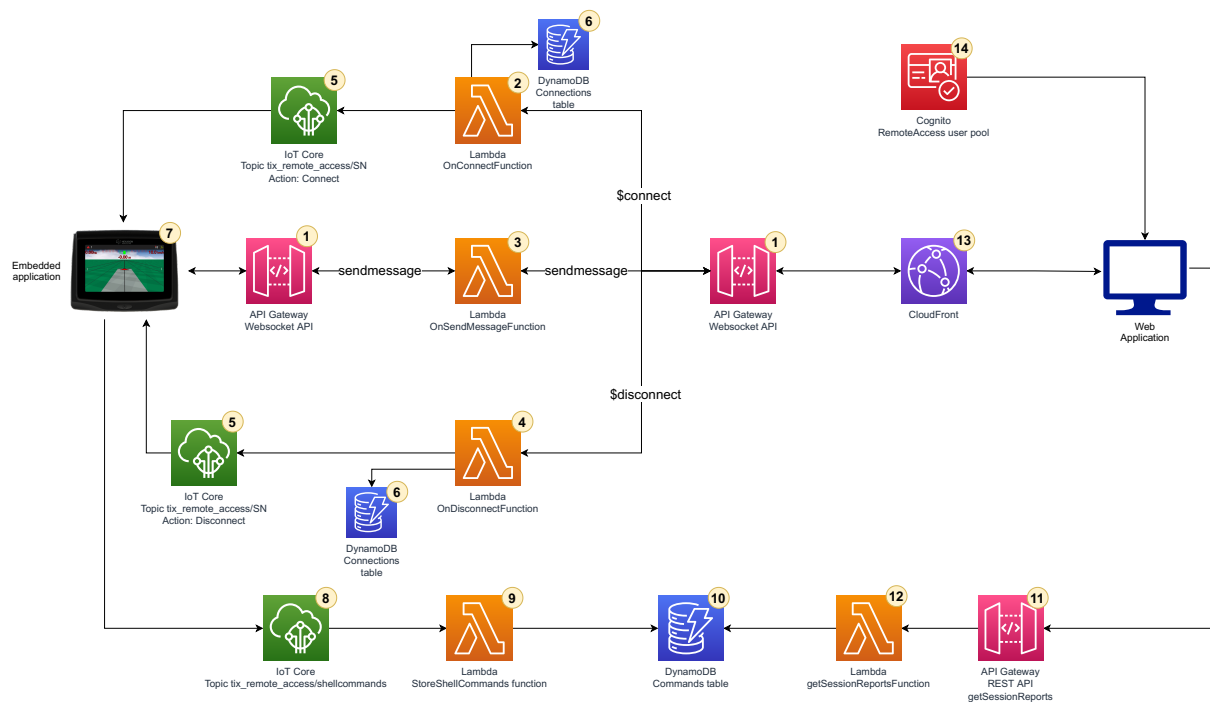 6
DynamoDB
Connections
table
14
Cognito
RemoteAccess user pool
5
IoT Core
Topic tix_remote_access/SN
Action: Connect
2
Lambda
OnConnectFunction
$connect
7
Embedded
application
1
API Gateway
Websocket API
sendmessage
3
Lambda
OnSendMessageFunction
sendmessage
1
API Gateway
Websocket API
13
CloudFront
Web
Application
$disconnect
5
IoT Core
Topic tix_remote_access/SN
Action: Disconnect
4
Lambda
OnDisconnectFunction
6
DynamoDB
Connections
table
8
IoT Core
Topic tix_remote_access/shellcommands
9
Lambda
StoreShellCommands function
10
DynamoDB
Commands table
12
Lambda
getSessionReportsFunction
11
API Gateway
REST API
getSessionReports